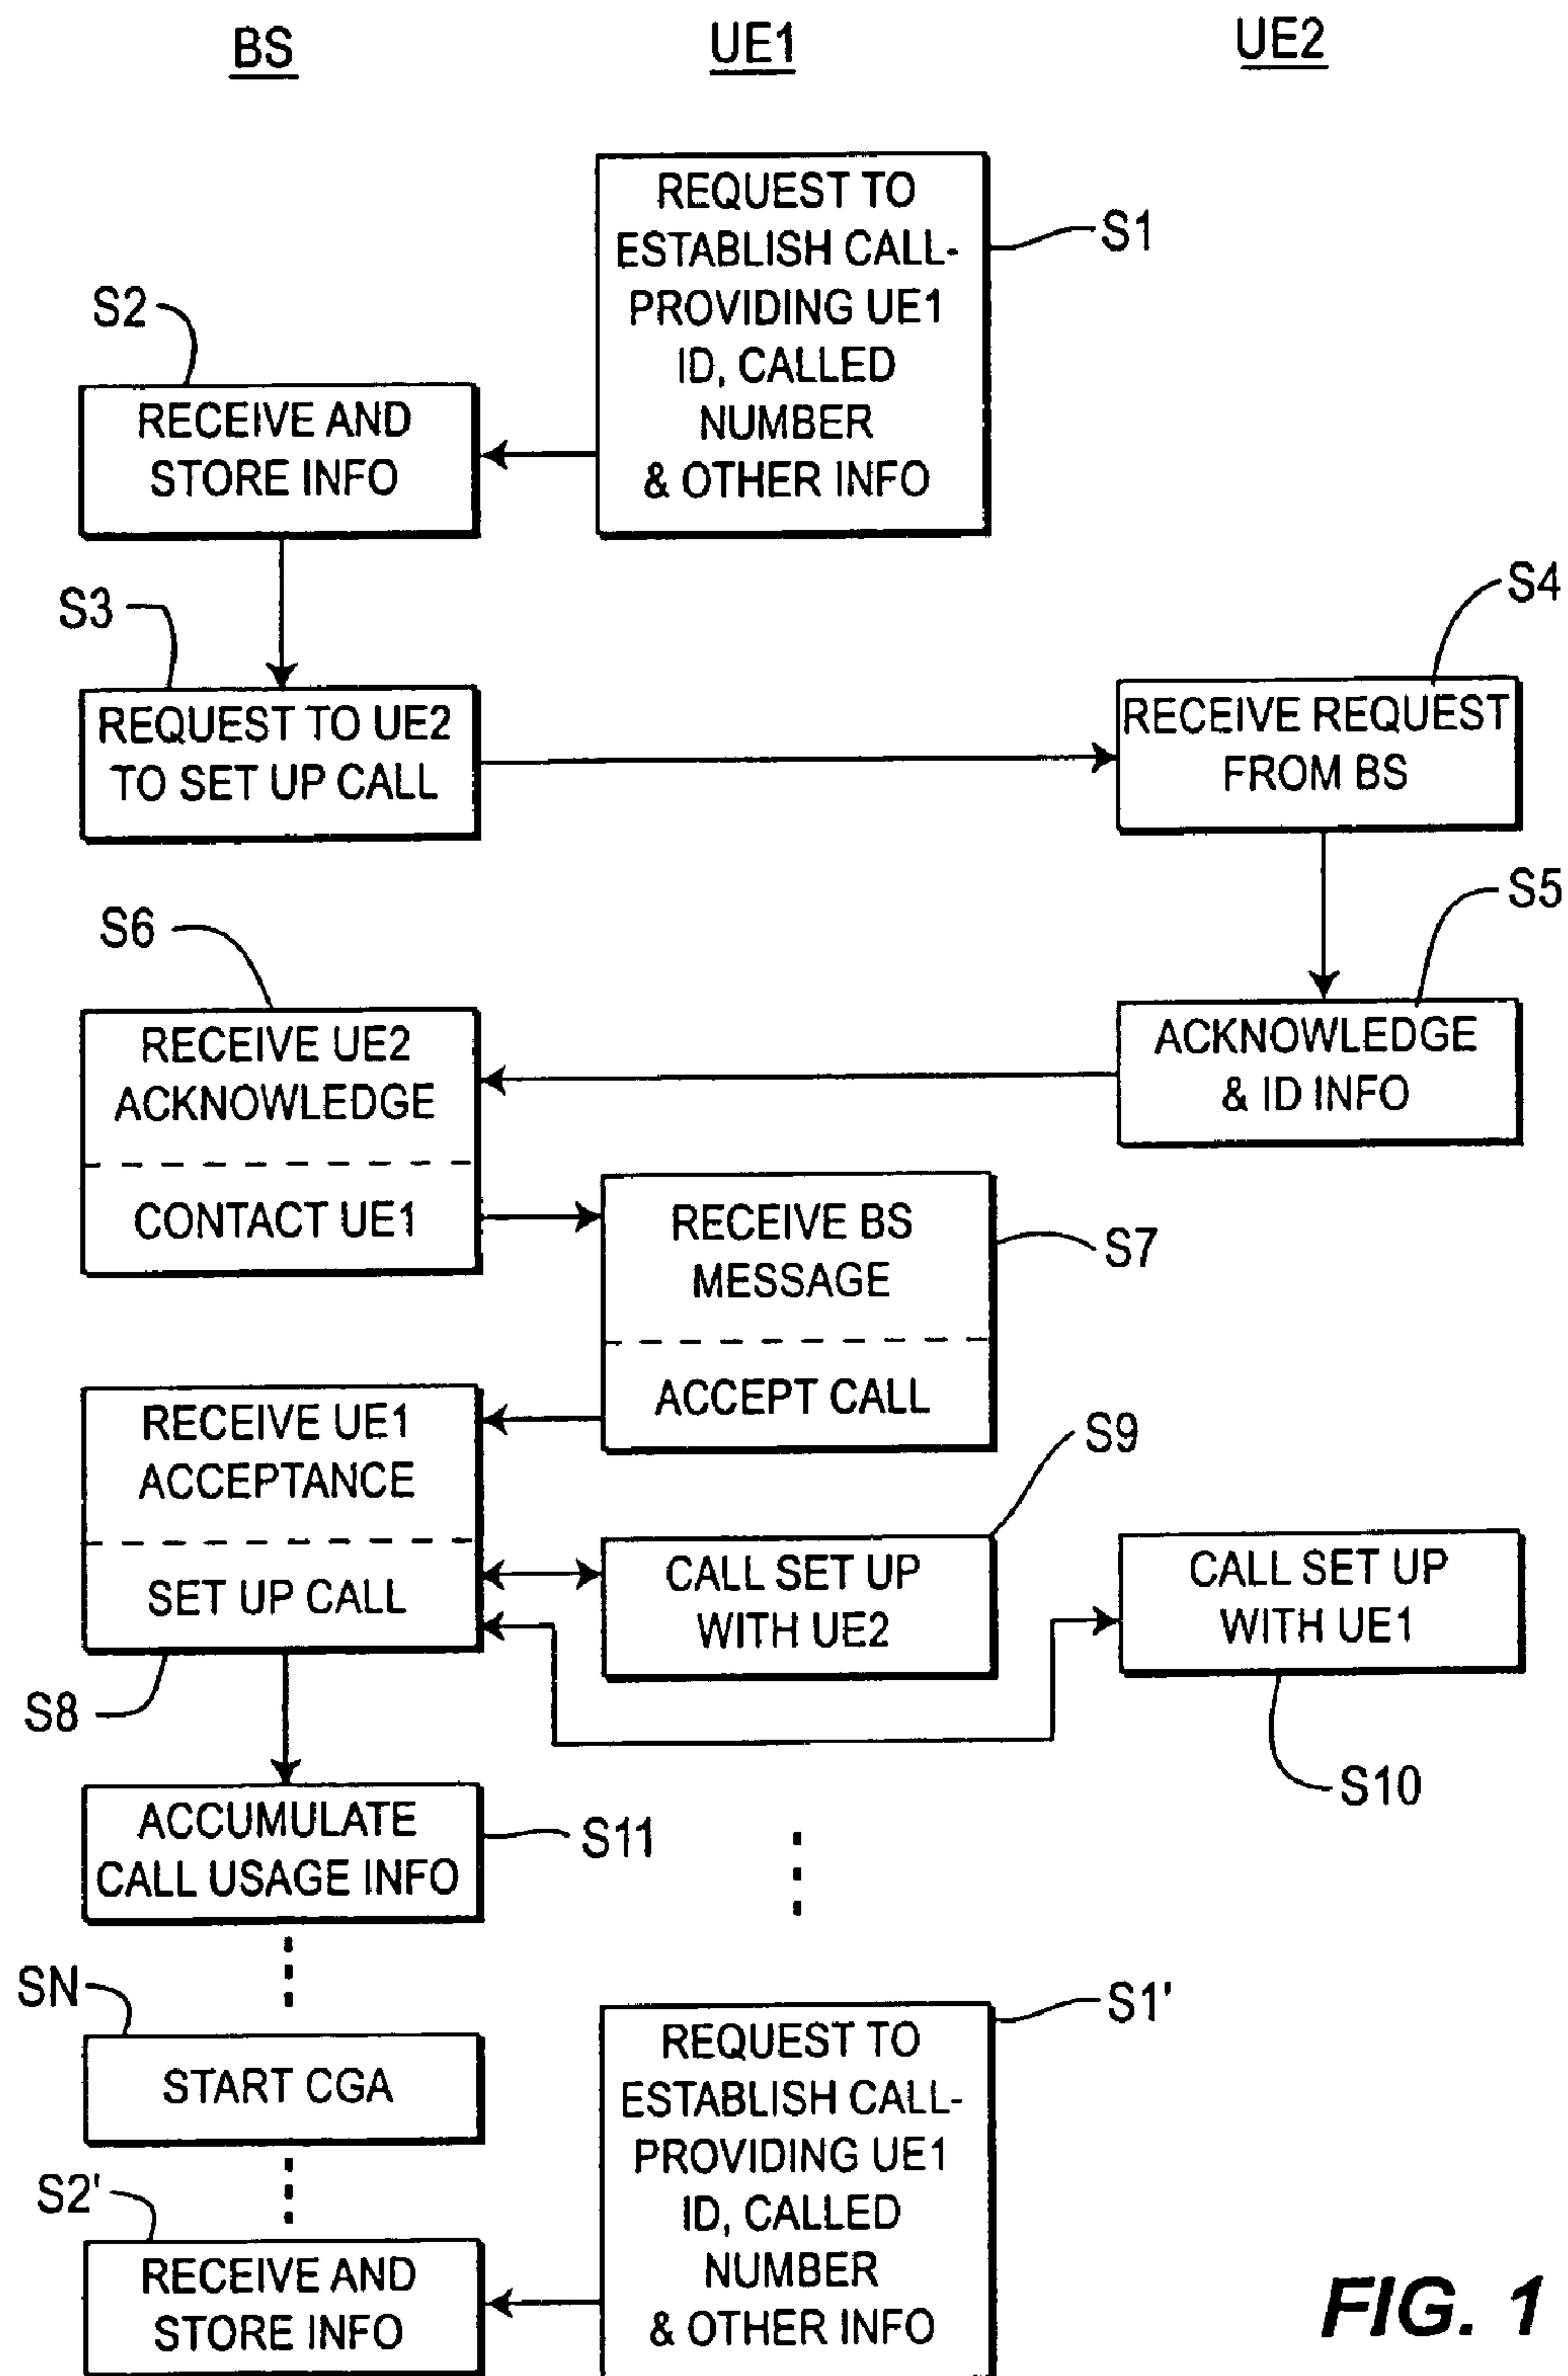 BS
UE1
UE2
REQUEST TO
ESTABLISH CALL-
PROVIDING UE1
ID, CALLED
NUMBER
& OTHER INFO
S1
S2
RECEIVE AND
STORE INFO
S3
REQUEST TO UE2
TO SET UP CALL
S4
RECEIVE REQUEST
FROM BS
S5
ACKNOWLEDGE
& ID INFO
S6
RECEIVE UE2
ACKNOWLEDGE
CONTACT UE1
RECEIVE BS
MESSAGE
ACCEPT CALL
S7
RECEIVE UE1
ACCEPTANCE
SET UP CALL
S8
S9
CALL SET UP
WITH UE2
CALL SET UP
WITH UE1
S10
ACCUMULATE
CALL USAGE INFO
S11
SN
START CGA
S1'
REQUEST TO
ESTABLISH CALL-
PROVIDING UE1
ID, CALLED
NUMBER
& OTHER INFO
S2'
RECEIVE AND
STORE INFO
FIG. 1